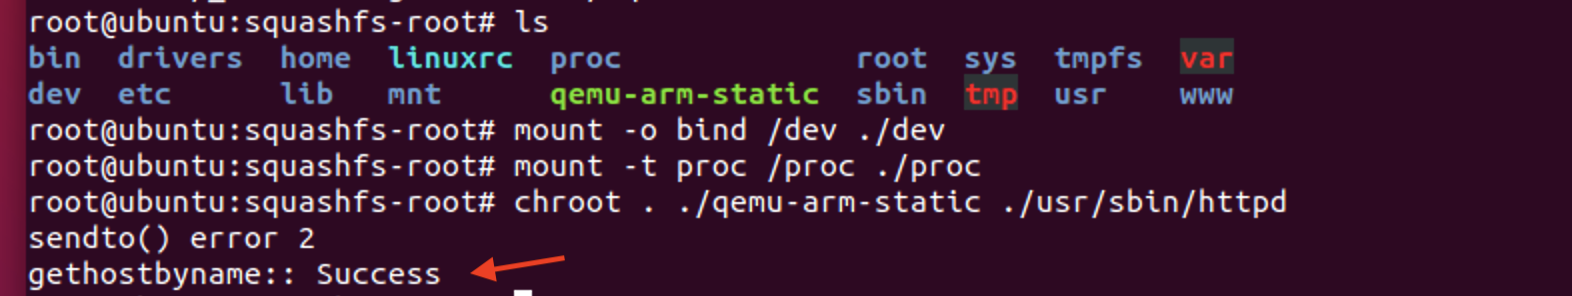 root@ubuntu:squashfs-root# ls
bin drivers home linuxrc proc root sys tmpfs var
dev etc lib mnt qemu-arm-static sbin tmp usr www
root@ubuntu:squashfs-root# mount -o bind /dev ./dev
root@ubuntu:squashfs-root# mount -t proc /proc ./proc
root@ubuntu:squashfs-root# chroot . ./qemu-arm-static ./usr/sbin/httpd
sendto() error 2
gethostbyname:: Success